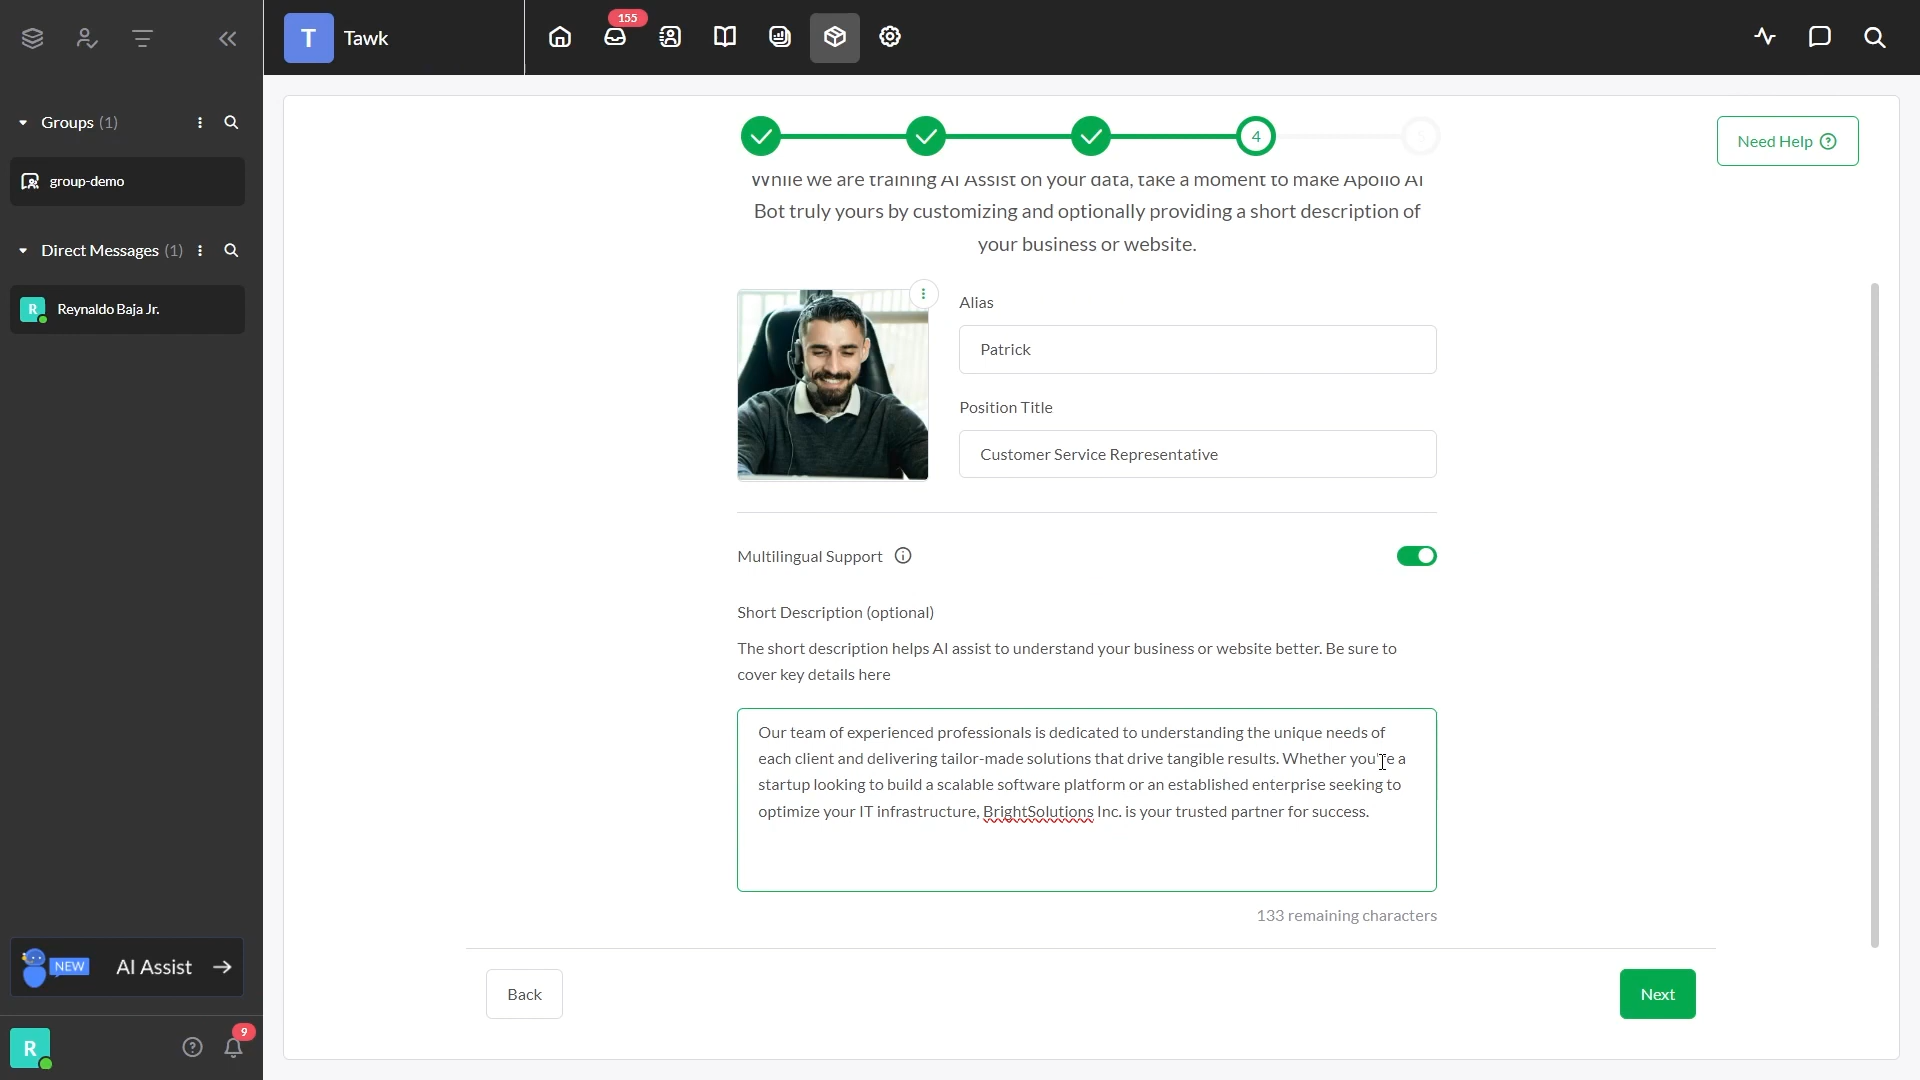 T Tawk
155
Groups (1)
group-demo
Direct Messages (1)
R Reynaldo Baja Jr.
NEW AI Assist
R
9
4
5
Need Help
While we are training AI Assist on your data, take a moment to make Apollo AI
Bot truly yours by customizing and optionally providing a short description of
your business or website.
Alias
Patrick
Position Title
Customer Service Representative
Multilingual Support
Short Description (optional)
The short description helps AI assist to understand your business or website better. Be sure to
cover key details here
Our team of experienced professionals is dedicated to understanding the unique needs of
each client and delivering tailor-made solutions that drive tangible results. Whether you're a
startup looking to build a scalable software platform or an established enterprise seeking to
optimize your IT infrastructure, BrightSolutions Inc. is your trusted partner for success.
133 remaining characters
Back
Next